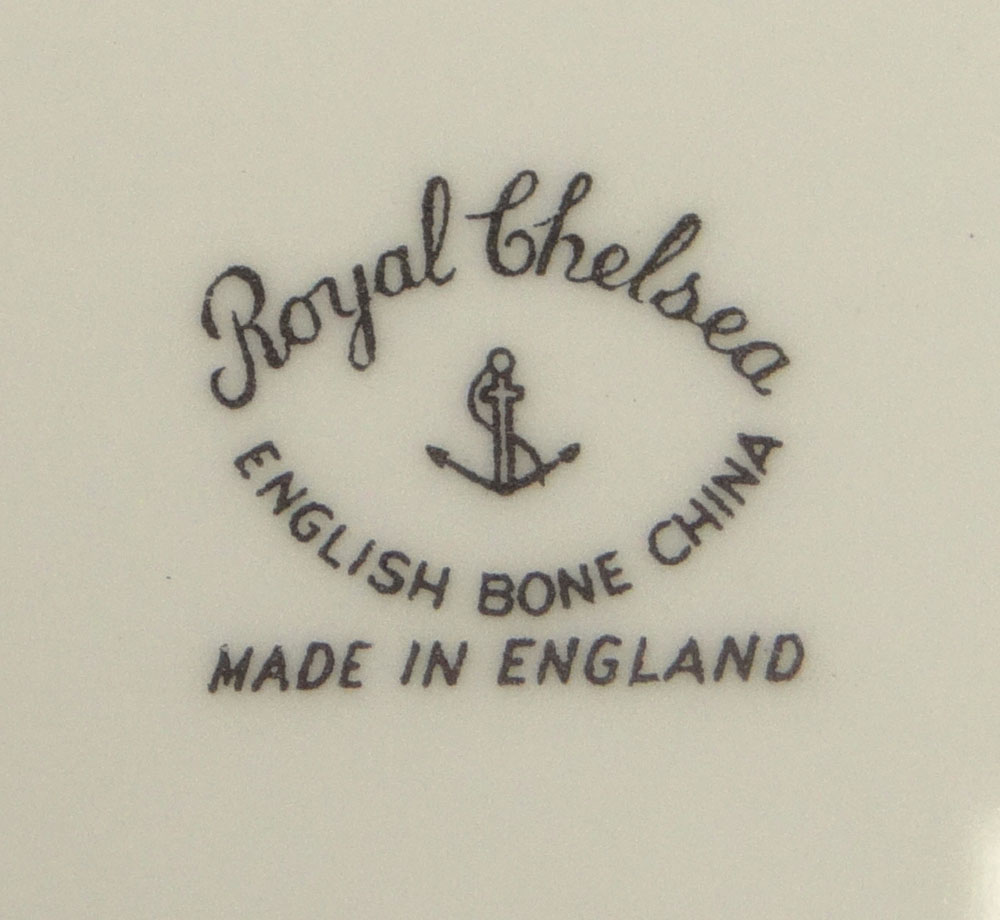 Royal Chelsea
ENGLISH BONE CHINA
MADE IN ENGLAND